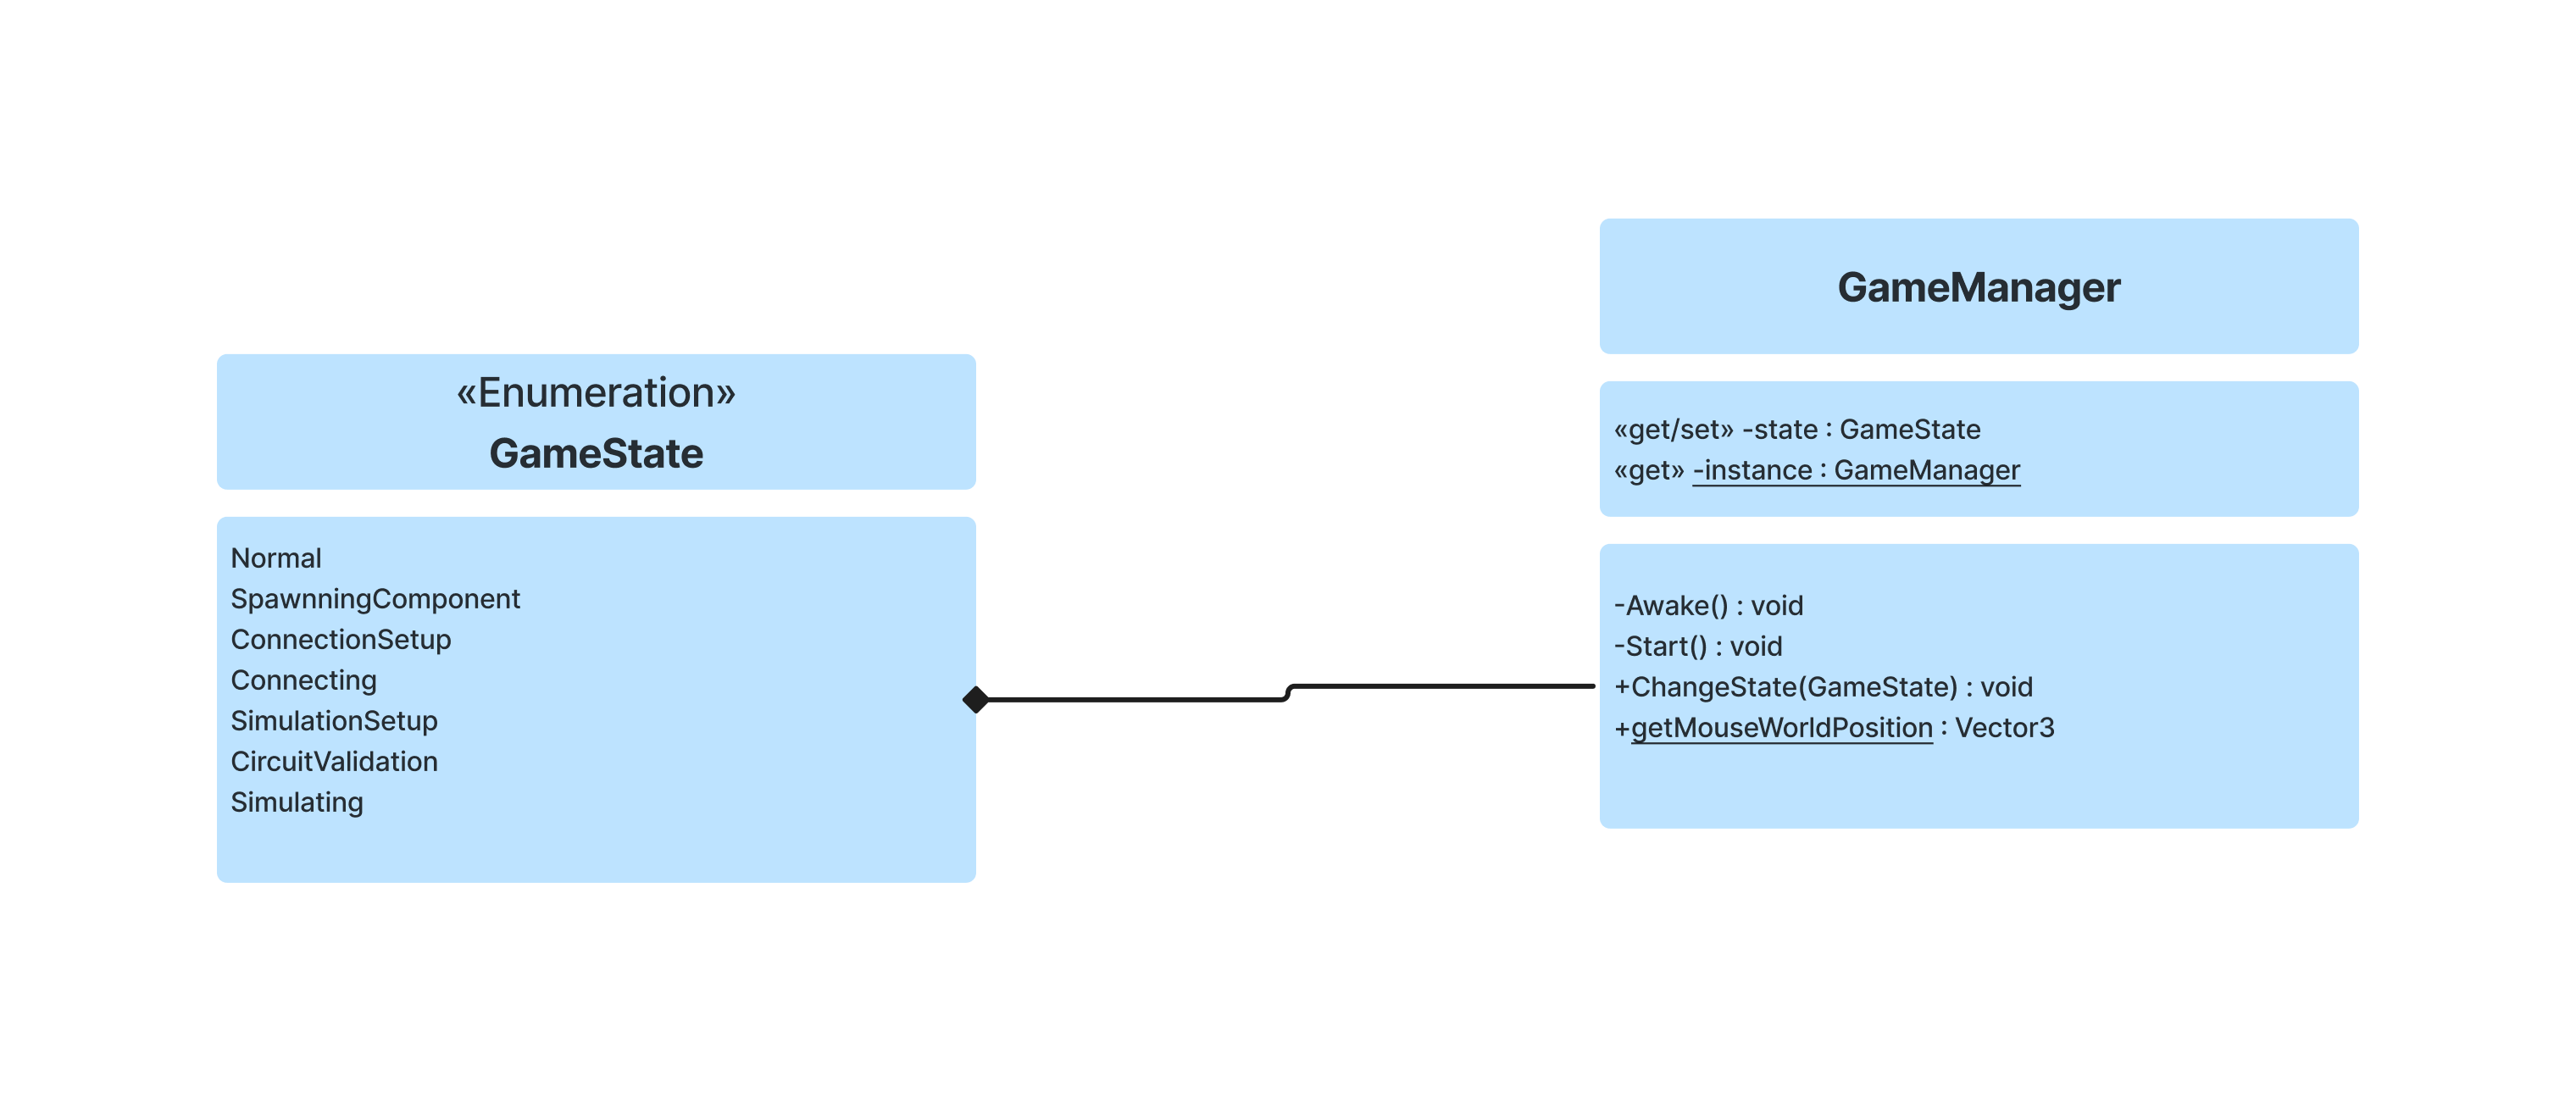 «Enumeration»
GameState
Normal
SpawnningComponent
ConnectionSetup
Connecting
SimulationSetup
CircuitValidation
Simulating
GameManager
«get/set» -state : GameState
«get» -instance : GameManager
-Awake() : void
-Start() : void
+ChangeState(GameState) : void
+getMouseWorldPosition : Vector3